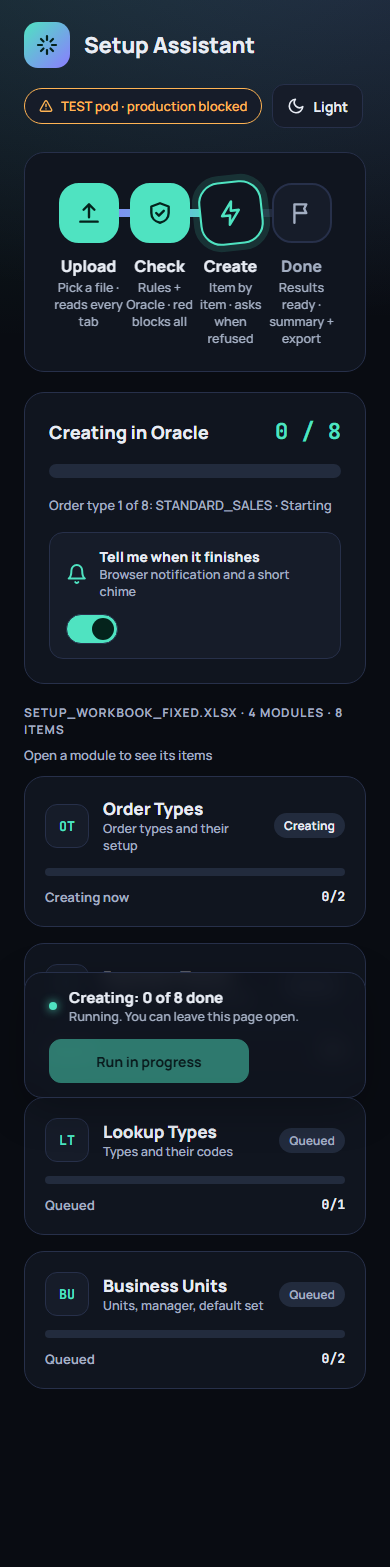 Setup Assistant
TEST pod · production blocked
Light
Upload
Pick a file ·
reads every
tab
Check
Rules +
Oracle · red
blocks all
Create
Item by
item · asks
when
refused
Done
Results
ready ·
summary +
export
Creating in Oracle
0 / 8
Order type 1 of 8: STANDARD_SALES · Starting
Tell me when it finishes
Browser notification and a short
chime
SETUP_WORKBOOK_FIXED.XLSX · 4 MODULES · 8
ITEMS
Open a module to see its items
OT
Order Types
Order types and their
setup
Creating
Creating now
0/2
Creating: 0 of 8 done
Running. You can leave this page open.
Run in progress
LT
Lookup Types
Types and their codes
Queued
Queued
0/1
BU
Business Units
Units, manager, default set
Queued
Queued
0/2